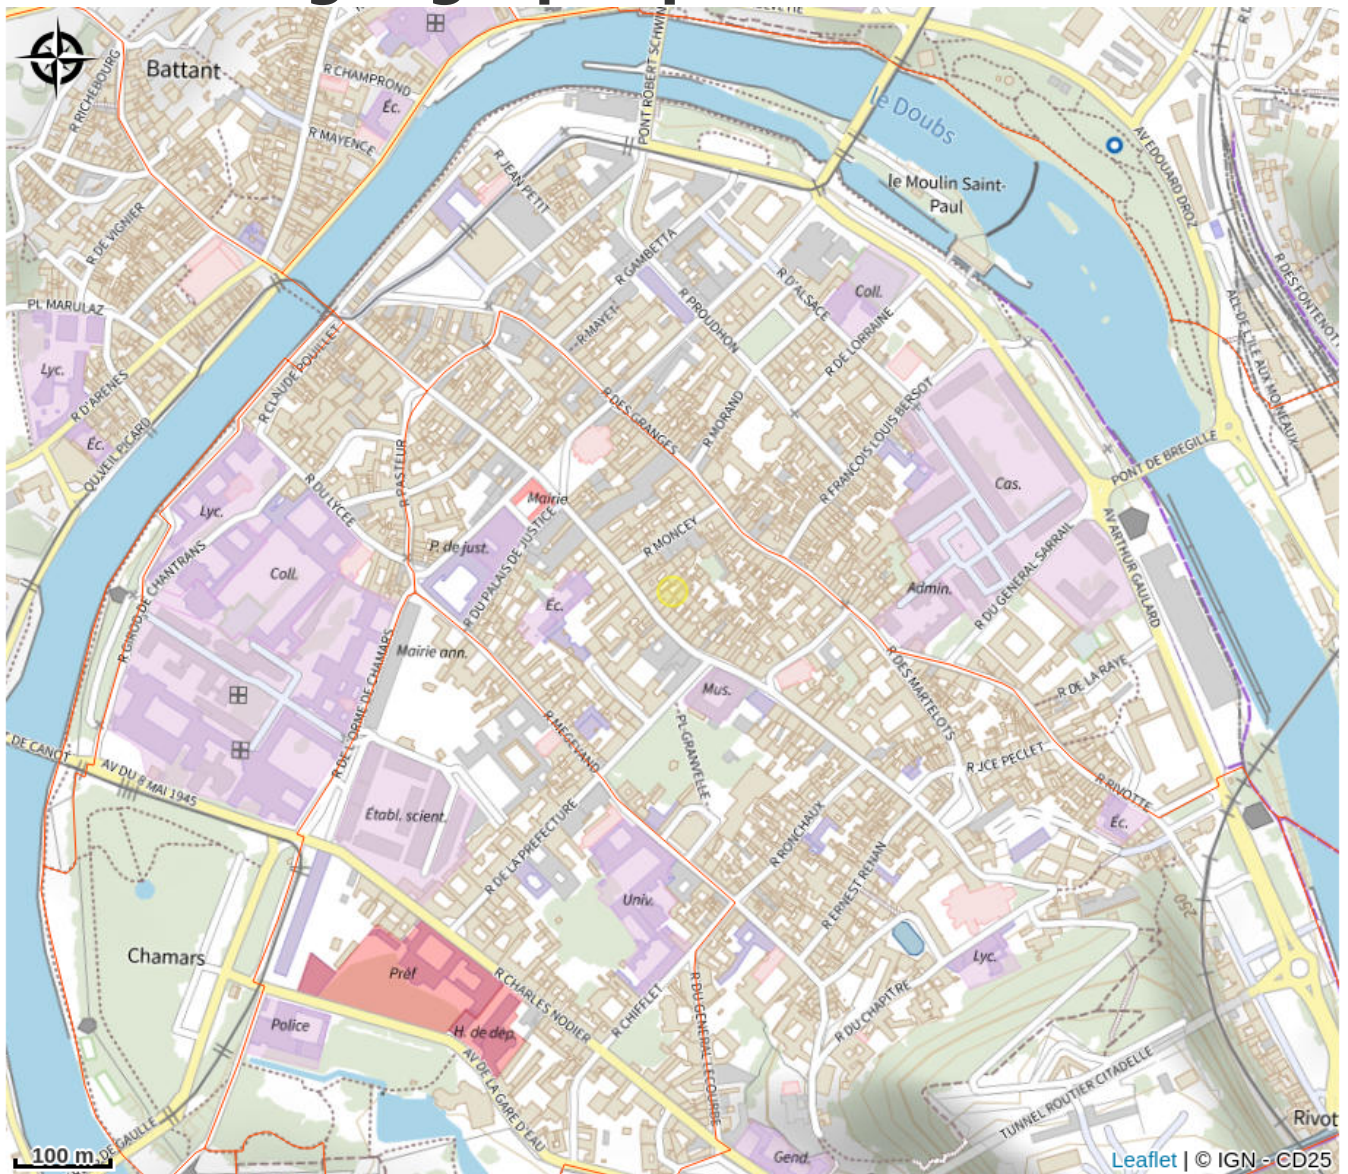 HELVETIE
Battant
R RICHEBOURG
R CHAMPROND
Éc.
R MAYENCE
PONT ROBERT SCHWIN
le Doubs
AV EDOUARD DROZ
R JEAN PETIT
le Moulin Saint-
Paul
R DE VIGNIER
R GAMBETTA
R DES FONTENOT
PL MARULAZ
R PROUDHON
R D'ALSACE
Coll.
R MAYET
R DE LORRAINE
ALL DE L'ILE AUX MOINEAUX
R CLAUDE POUILLET
Lyc.
R D'ARENES
Éc.
QU VEIL PICARD
R DES GRANGES
R MORAND
R FRANÇOIS LOUIS BERSOT
PONT DE BREGILLE
R PASTEUR
R DU LYCEE
Cas.
Lyc.
Mairie
R MONCEY
AV ARTHUR GAULARD
R GIROD DE CHANTRANS
Coll.
P. de just.
R DU PALAIS DE JUSTICE
Éc.
Admin.
R DU GENERAL SARRAIL
Mairie ann.
R DE L'ORME DE CHAMARS
R DES MARTELOTS
R DE LA RAYE
Mus.
R MEGEVAND
PL GRANVELLE
DE CANOT
AV DU 8 MAI 1945
R JCE PECLET
R RIVOTTE
Éc.
Établ. scient.
R DE LA PREFECTURE
R RONCHAUX
R ERNEST RENAN
Univ.
250
Chamars
Préf
R CHARLES NODIER
R CHIFFLET
R DU GENERAL LECOURBE
Lyc.
R DU CHAPITRE
Police
H. de dép.
AV DE LA GARE D'EAU
TUNNEL ROUTIER CITADELLE
Rivot
DE GAULLE
Gend.
100 m
Leaflet | © IGN - CD25